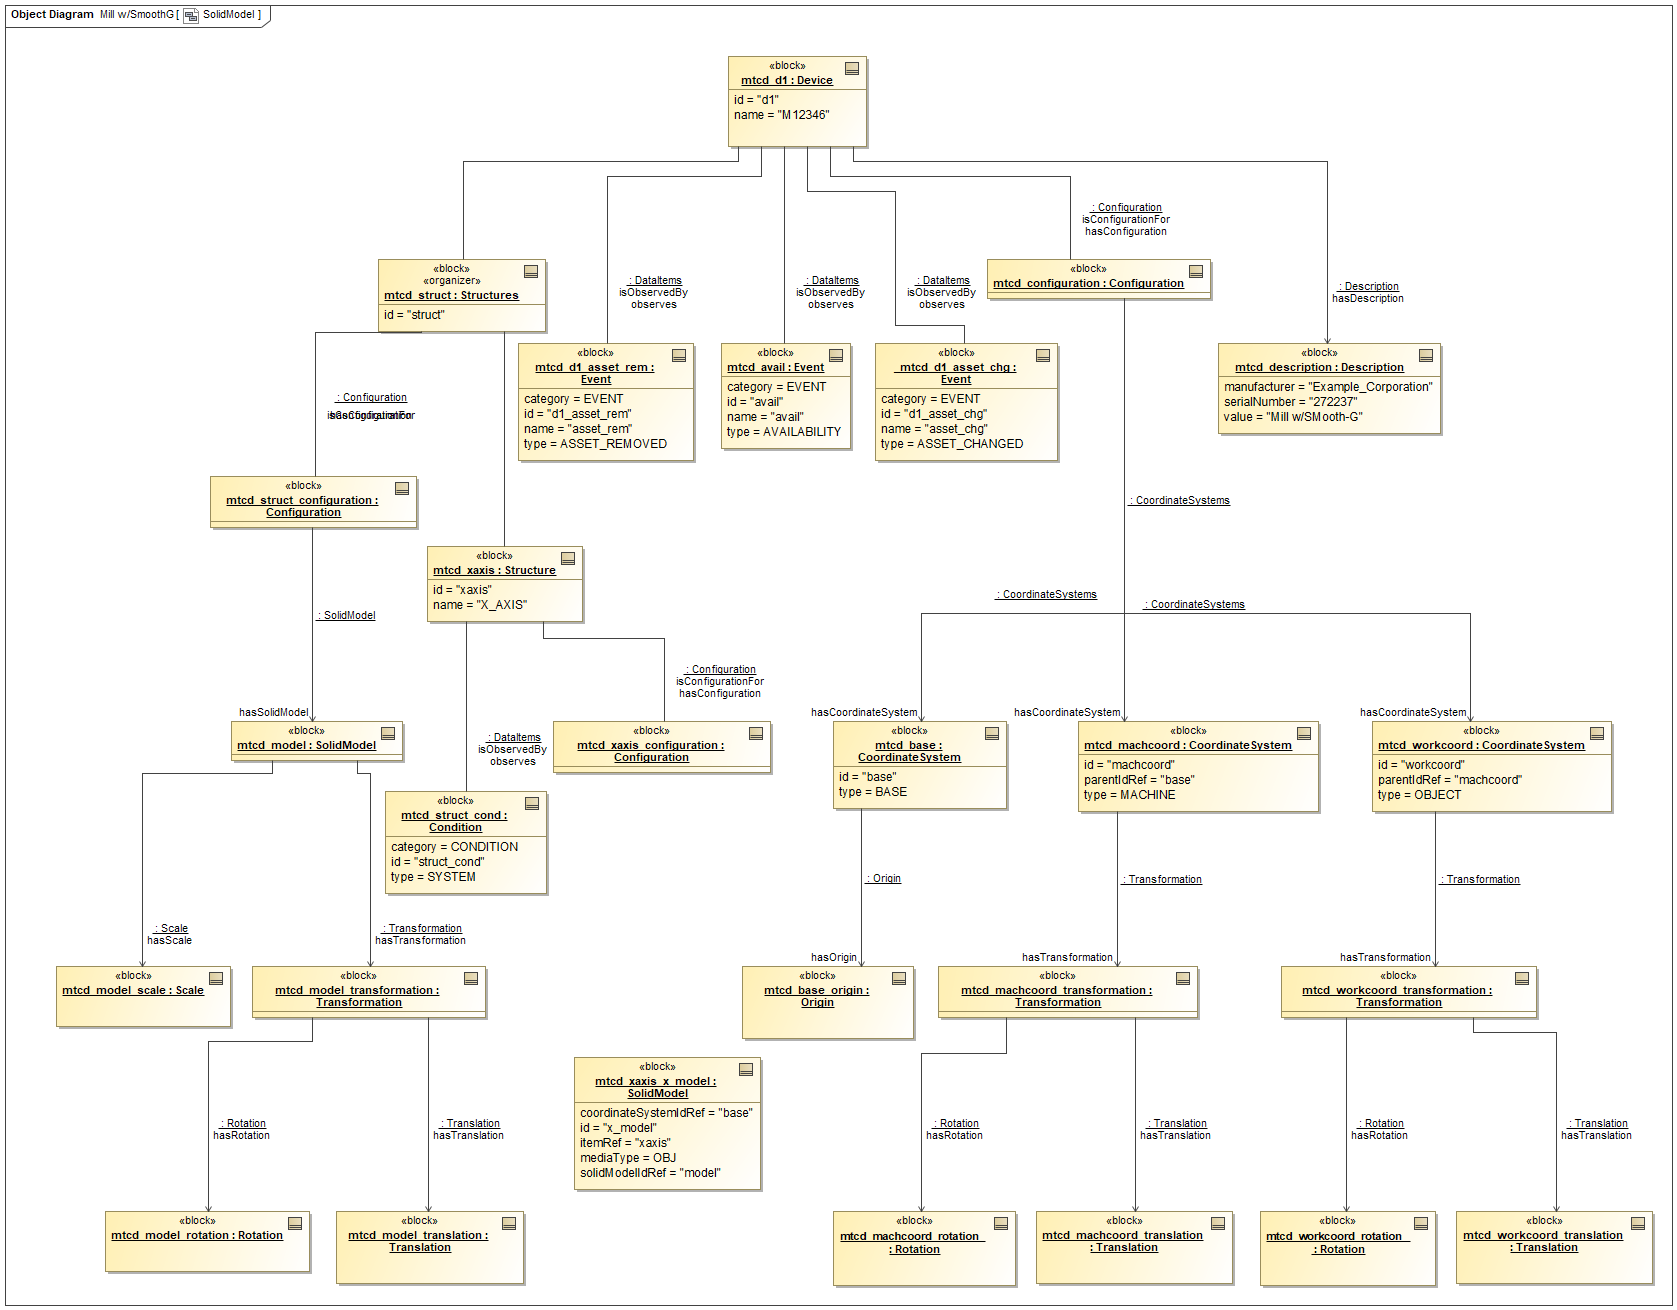 Object Diagram Mill w/SmoothG [ SolidModel ]
«block»
mtcd_d1 : Device
id = "d1"
name = "M12346"
: Configuration
isConfigurationFor
hasConfiguration
«block»
«organizer»
mtcd_struct : Structures
id = "struct"
: DataItems
isObservedBy
observes
: DataItems
isObservedBy
observes
: DataItems
isObservedBy
observes
«block»
mtcd_configuration : Configuration
: Description
hasDescription
«block»
mtcd_d1_asset_rem :
Event
category = EVENT
id = "d1_asset_rem"
name = "asset_rem"
type = ASSET_REMOVED
«block»
mtcd_avail : Event
category = EVENT
id = "avail"
name = "avail"
type = AVAILABILITY
«block»
mtcd_d1_asset_chg :
Event
category = EVENT
id = "d1_asset_chg"
name = "asset_chg"
type = ASSET_CHANGED
«block»
mtcd_description : Description
manufacturer = "Example_Corporation"
serialNumber = "272237"
value = "Mill w/SMooth-G"
: Configuration
«block»
mtcd_struct_configuration :
Configuration
: CoordinateSystems
«block»
mtcd_xaxis : Structure
id = "xaxis"
name = "X_AXIS"
: SolidModel
: CoordinateSystems
: CoordinateSystems
: Configuration
isConfigurationFor
hasConfiguration
hasSolidModel
hasCoordinateSystem
hasCoordinateSystem
hasCoordinateSystem
«block»
mtcd_model : SolidModel
: DataItems
isObservedBy
observes
«block»
mtcd_xaxis_configuration :
Configuration
«block»
mtcd_base :
CoordinateSystem
id = "base"
type = BASE
«block»
mtcd_machcoord : CoordinateSystem
id = "machcoord"
parentIdRef = "base"
type = MACHINE
«block»
mtcd_workcoord : CoordinateSystem
id = "workcoord"
parentIdRef = "machcoord"
type = OBJECT
«block»
mtcd_struct_cond :
Condition
category = CONDITION
id = "struct_cond"
type = SYSTEM
: Origin
: Transformation
: Transformation
: Scale
hasScale
: Transformation
hasTransformation
hasOrigin
hasTransformation
hasTransformation
«block»
mtcd_model_scale : Scale
«block»
mtcd_model_transformation :
Transformation
«block»
mtcd_base_origin :
Origin
«block»
mtcd_machcoord_transformation :
Transformation
«block»
mtcd_workcoord_transformation :
Transformation
«block»
mtcd_xaxis_x_model :
SolidModel
coordinateSystemIdRef = "base"
id = "x_model"
itemRef = "xaxis"
mediaType = OBJ
solidModelIdRef = "model"
: Rotation
hasRotation
: Translation
hasTranslation
: Rotation
hasRotation
: Translation
hasTranslation
: Rotation
hasRotation
: Translation
hasTranslation
«block»
mtcd_model_rotation : Rotation
«block»
mtcd_model_translation :
Translation
«block»
mtcd_machcoord_rotation
: Rotation
«block»
mtcd_machcoord_translation
: Translation
«block»
mtcd_workcoord_rotation
: Rotation
«block»
mtcd_workcoord_translation
: Translation